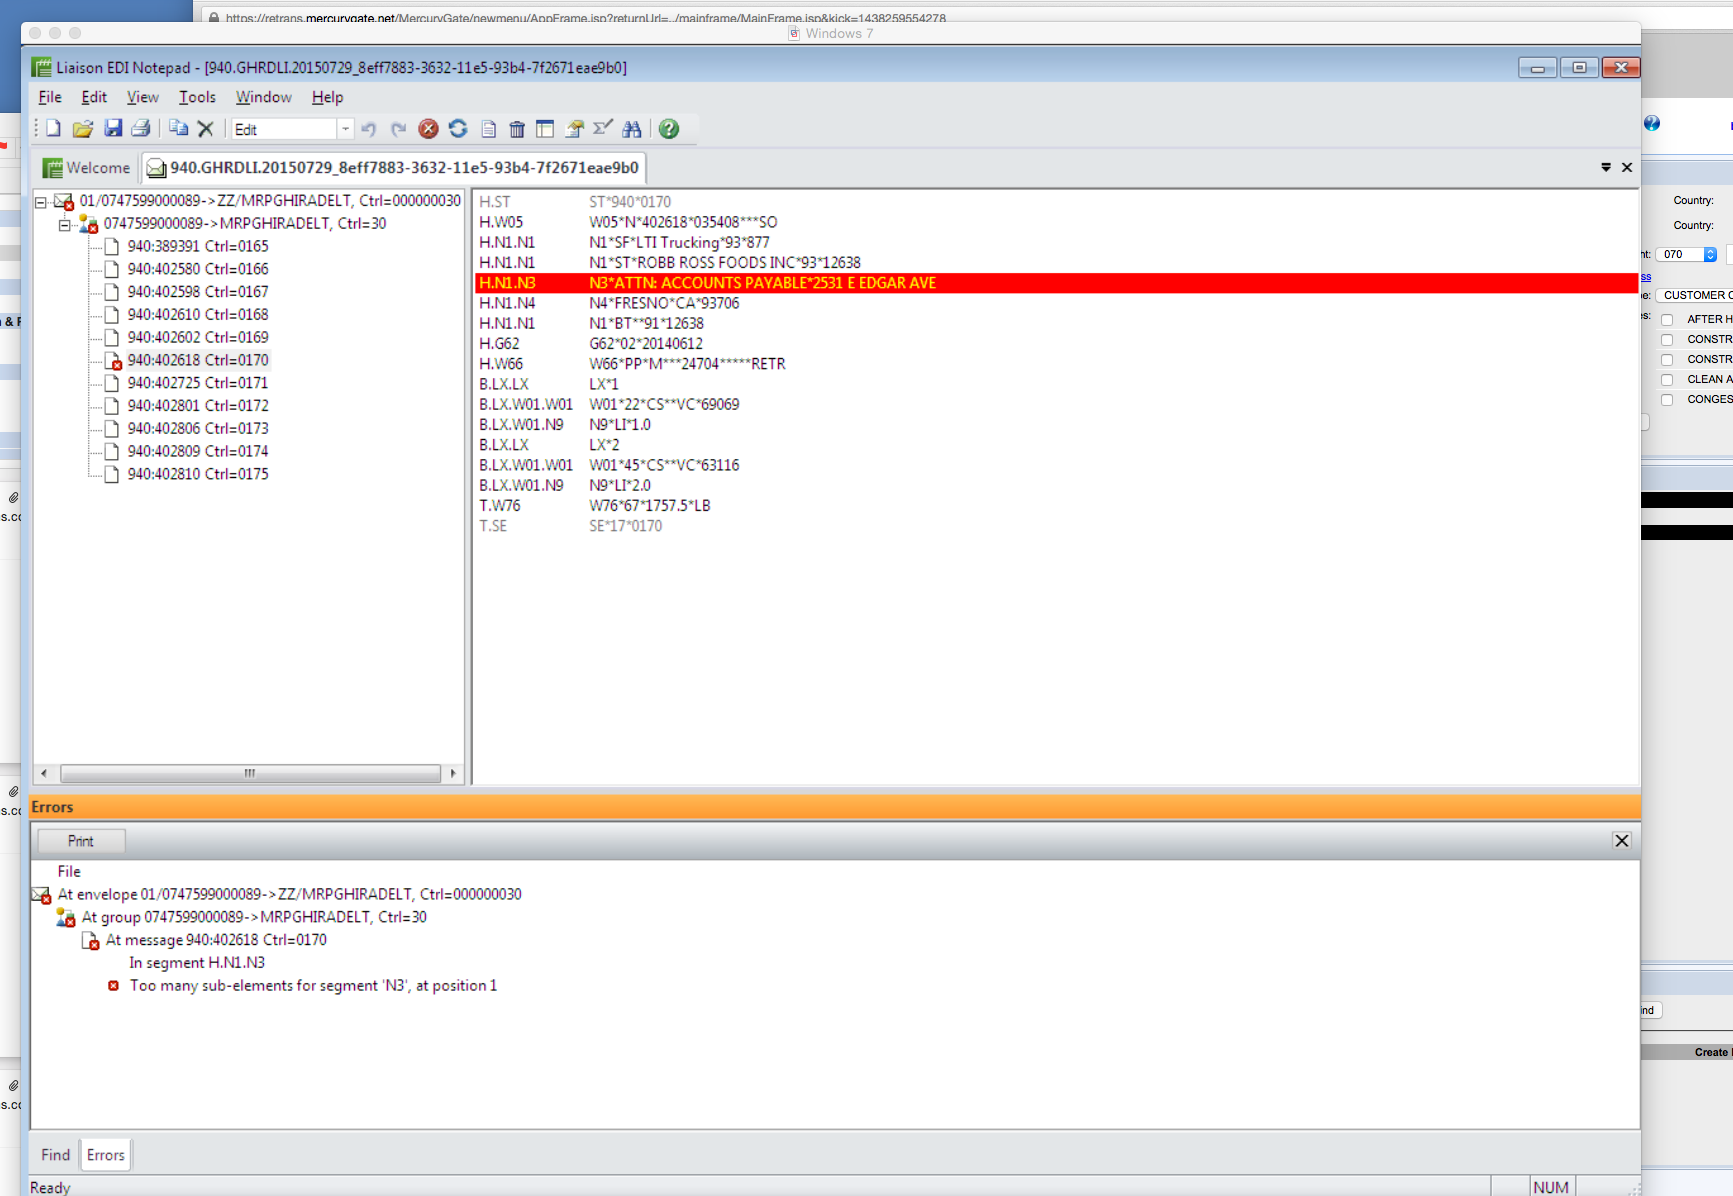 https://retrans.mercurygate.net/MercuryGate/newmenu/AppFrame.jsp?returnUrl=../mainframe/MainFrame.jsp&kick=1438259554278
Windows 7
Liaison EDI Notepad - [940.GHRDLI.20150729_8eff7883-3632-11e5-93b4-7f2671eae9b0]
File Edit View Tools Window Help
Edit
Welcome 940.GHRDLI.20150729_8eff7883-3632-11e5-93b4-7f2671eae9b0
01/0747599000089->ZZ/MRPGHIRADELT, Ctrl=000000030
0747599000089->MRPGHIRADELT, Ctrl=30
940:389391 Ctrl=0165
940:402580 Ctrl=0166
940:402598 Ctrl=0167
940:402610 Ctrl=0168
940:402602 Ctrl=0169
940:402618 Ctrl=0170
940:402725 Ctrl=0171
940:402801 Ctrl=0172
940:402806 Ctrl=0173
940:402809 Ctrl=0174
940:402810 Ctrl=0175
H.ST ST*940*0170
H.W05 W05*N*402618*035408***SO
H.N1.N1 N1*SF*LTI Trucking*93*877
H.N1.N1 N1*ST*ROBB ROSS FOODS INC*93*12638
H.N1.N3 N3*ATTN: ACCOUNTS PAYABLE*2531 E EDGAR AVE
H.N1.N4 N4*FRESNO*CA*93706
H.N1.N1 N1*BT**91*12638
H.G62 G62*02*20140612
H.W66 W66*PP*M***24704*****RETR
B.LX.LX LX*1
B.LX.W01.W01 W01*22*CS**VC*69069
B.LX.W01.N9 N9*LI*1.0
B.LX.LX LX*2
B.LX.W01.W01 W01*45*CS**VC*63116
B.LX.W01.N9 N9*LI*2.0
T.W76 W76*67*1757.5*LB
T.SE SE*17*0170
Errors
Print
File
At envelope 01/0747599000089->ZZ/MRPGHIRADELT, Ctrl=000000030
At group 0747599000089->MRPGHIRADELT, Ctrl=30
At message 940:402618 Ctrl=0170
In segment H.N1.N3
Too many sub-elements for segment 'N3', at position 1
Find Errors
Ready
NUM
Country:
Country:
ht: 070
ss
pe: CUSTOMER C
es:
AFTER H
CONSTR
CONSTR
CLEAN A
CONGES
ind
Create
& F
s.co
s.co
s.co